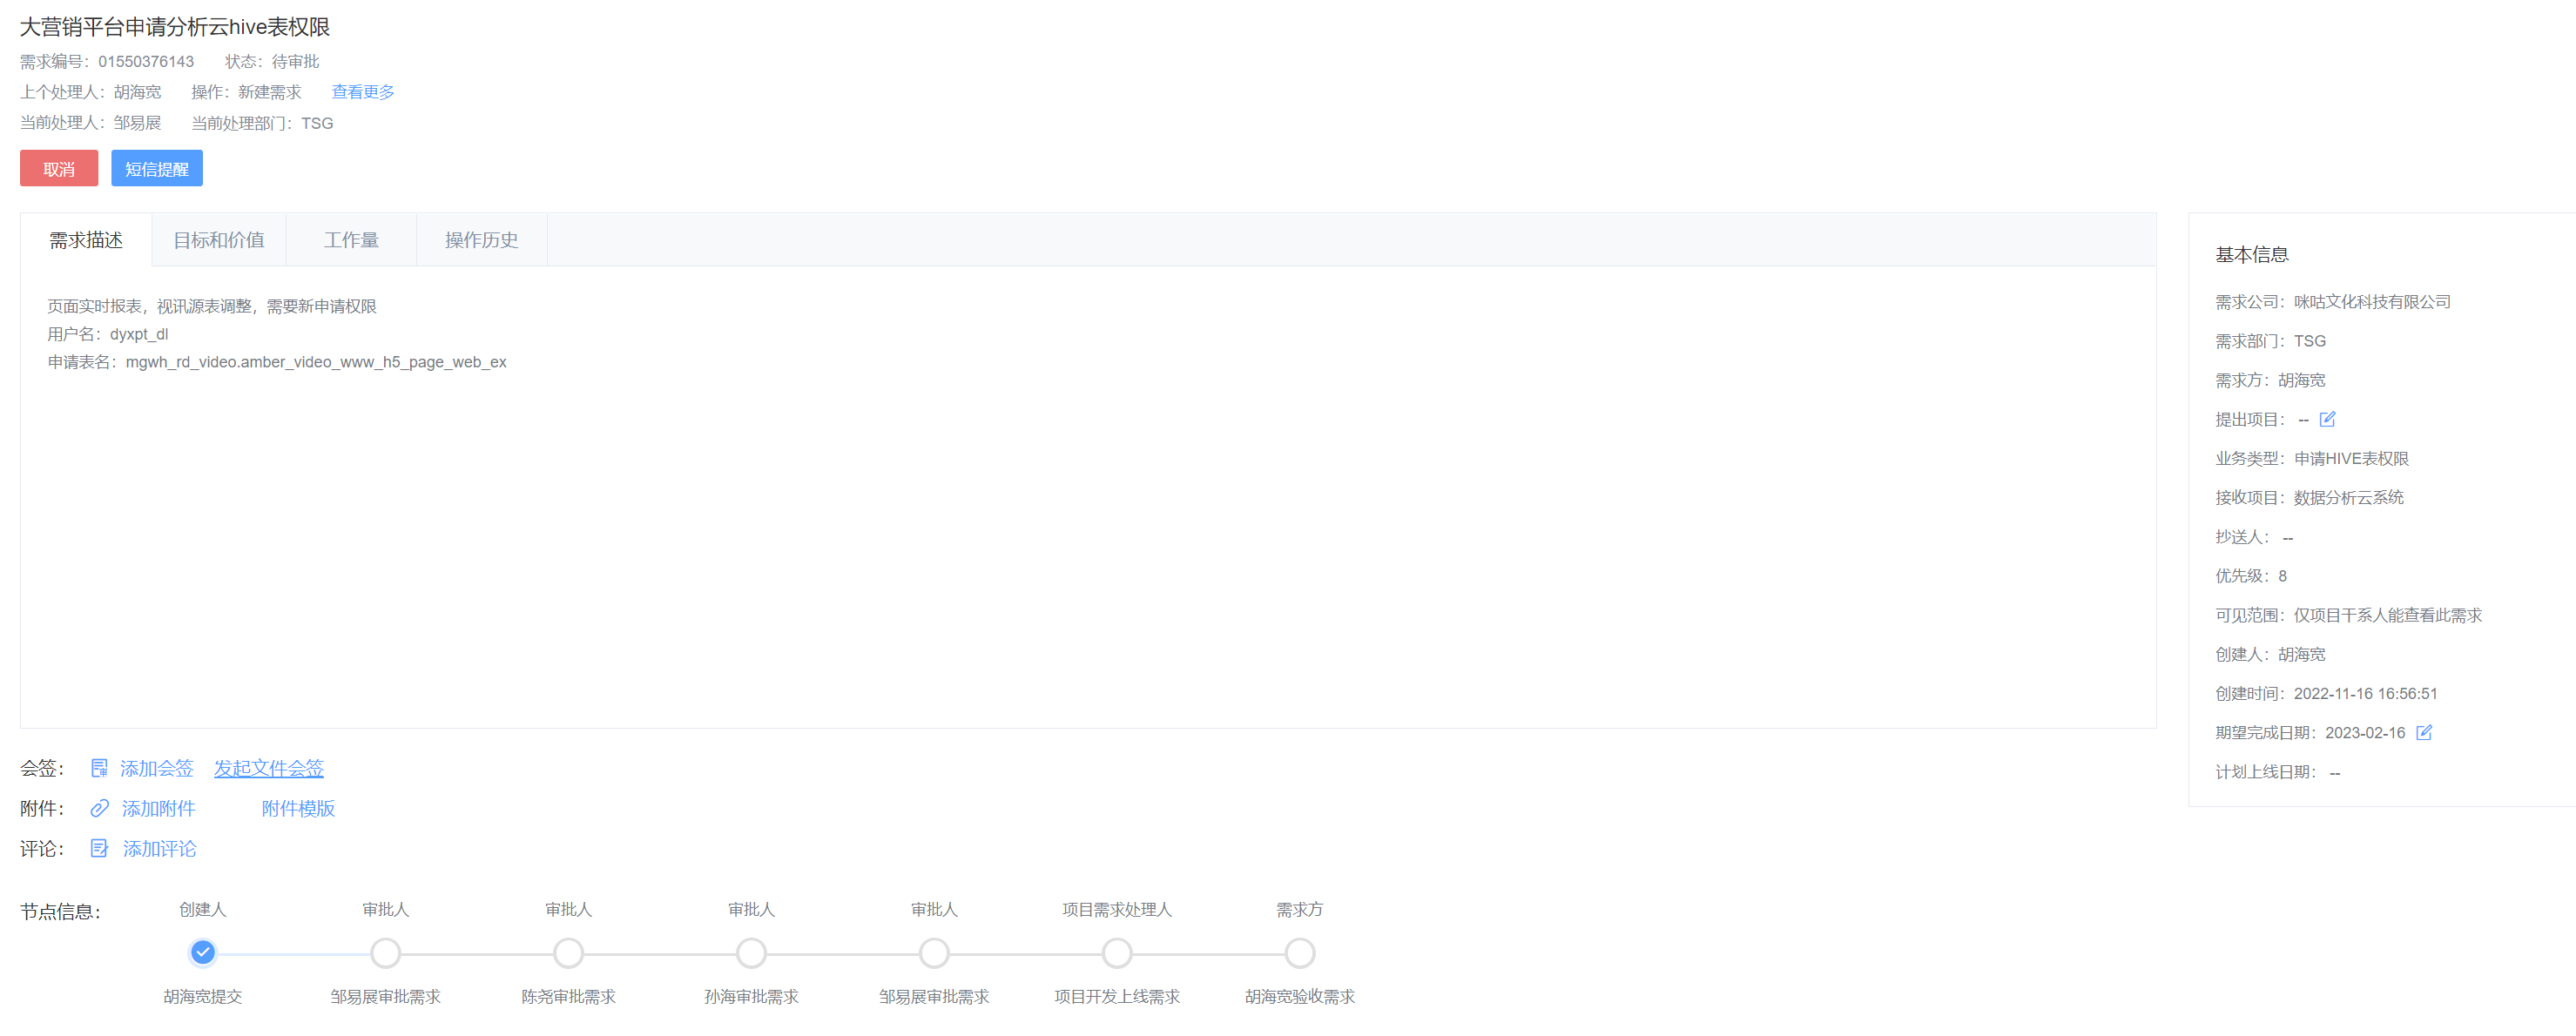 大营销平台申请分析云hive表权限
需求编号：01550376143 状态：待审批
上个处理人：胡海宽 操作：新建需求 查看更多
当前处理人：邹易展 当前处理部门：TSG
取消 短信提醒
需求描述 目标和价值 工作量 操作历史
页面实时报表，视讯源表调整，需要新申请权限
用户名：dyxpt_dl
申请表名：mgwh_rd_video.amber_video_www_h5_page_web_ex
基本信息
需求公司：咪咕文化科技有限公司
需求部门：TSG
需求方：胡海宽
提出项目： --
业务类型：申请HIVE表权限
接收项目：数据分析云系统
抄送人： --
优先级：8
可见范围：仅项目干系人能查看此需求
创建人：胡海宽
创建时间：2022-11-16 16:56:51
期望完成日期：2023-02-16
计划上线日期： --
会签： 添加会签 发起文件会签
附件： 添加附件 附件模版
评论： 添加评论
节点信息： 创建人 审批人 审批人 审批人 审批人 项目需求处理人 需求方
胡海宽提交 邹易展审批需求 陈尧审批需求 孙海审批需求 邹易展审批需求 项目开发上线需求 胡海宽验收需求